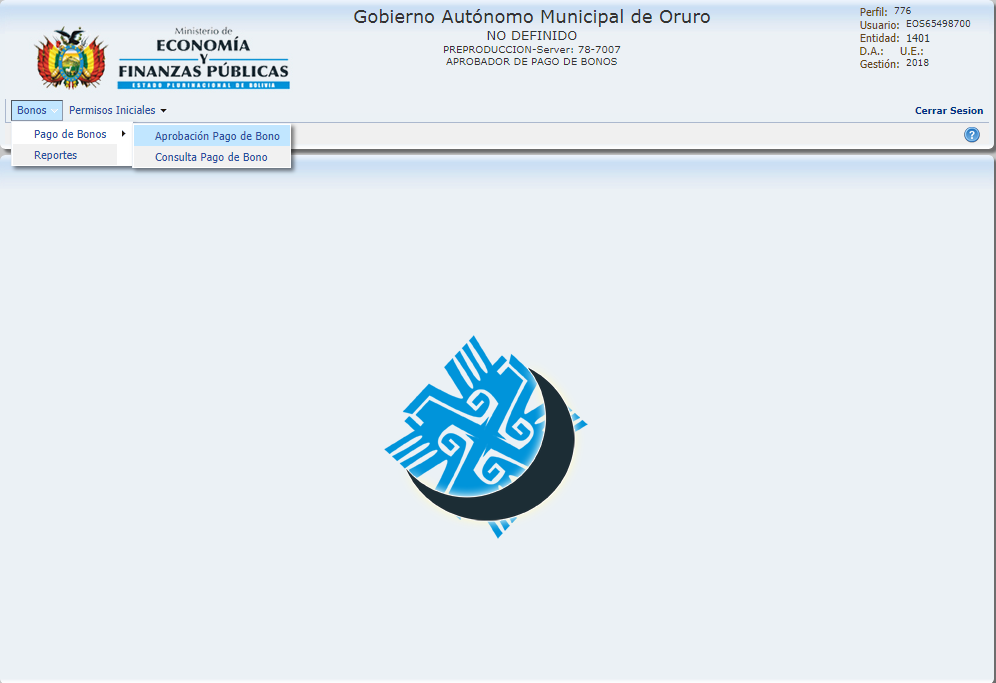 Gobierno Autónomo Municipal de Oruro
NO DEFINIDO
PREPRODUCCION-Server: 78-7007
APROBADOR DE PAGO DE BONOS
Ministerio de
ECONOMÍA
Y
FINANZAS PÚBLICAS
ESTADO PLURINACIONAL DE BOLIVIA
Perfil: 776
Usuario: EOS65498700
Entidad: 1401
D.A.: U.E.:
Gestión: 2018
Bonos Permisos Iniciales Cerrar Sesion
Pago de Bonos Aprobación Pago de Bono
Reportes Consulta Pago de Bono
?